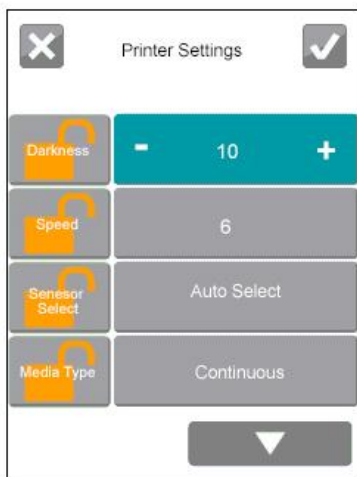 Printer Settings
Darkness
- 10 +
Speed
6
Senesor
Select
Auto Select
Media Type
Continuous